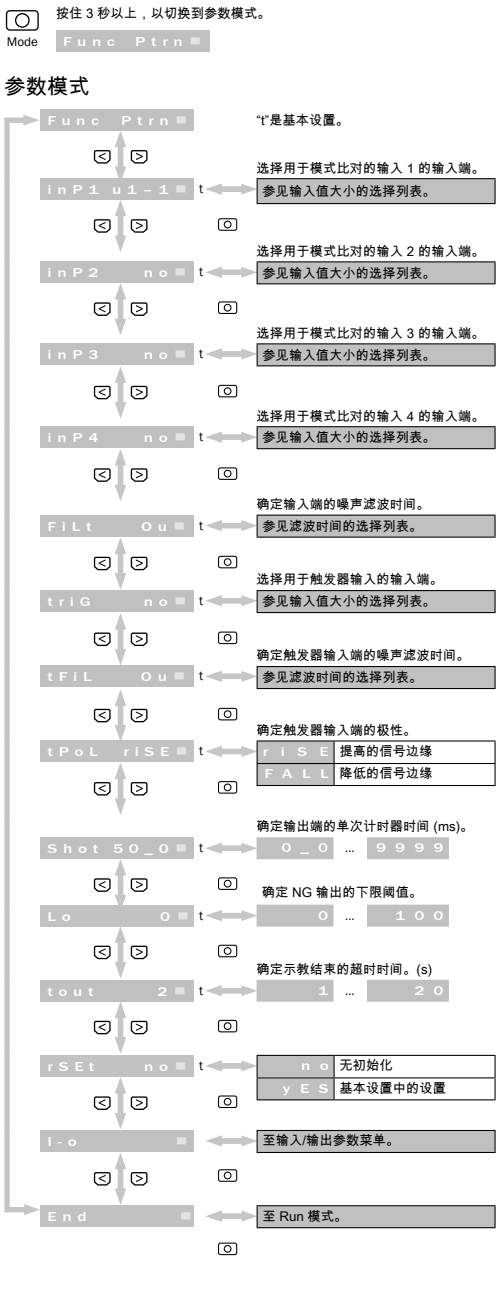 按住 3 秒以上，以切换到参数模式。
Mode
Func Ptrn
参数模式
Func Ptrn
“t”是基本设置。
选择用于模式比对的输入 1 的输入端。
inP1 u1-1 t 参见输入值大小的选择列表。
选择用于模式比对的输入 2 的输入端。
inP2 no t 参见输入值大小的选择列表。
选择用于模式比对的输入 3 的输入端。
inP3 no t 参见输入值大小的选择列表。
选择用于模式比对的输入 4 的输入端。
inP4 no t 参见输入值大小的选择列表。
确定输入端的噪声滤波时间。
FiLt Ou t 参见滤波时间的选择列表。
选择用于触发器输入的输入端。
triG no t 参见输入值大小的选择列表。
确定触发器输入端的噪声滤波时间。
tFiL Ou t 参见滤波时间的选择列表。
确定触发器输入端的极性。
tPoL riSE t riSE 提高的信号边缘
FALL 降低的信号边缘
确定输出端的单次计时器时间 (ms)。
Shot 50_0 t 0_0 ... 9999
确定 NG 输出的下限阈值。
Lo 0 t 0 ... 100
确定示教结束的超时时间。(s)
tout 2 t 1 ... 20
rSEt no t no 无初始化
yES 基本设置中的设置
I-o 至输入/输出参数菜单。
End 至 Run 模式。